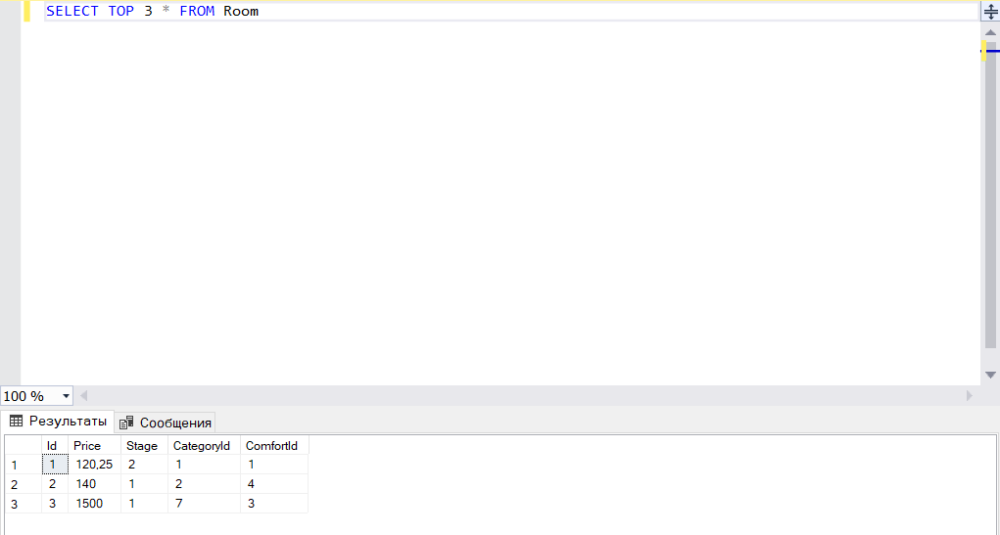 SELECT TOP 3 * FROM Room
100 %
Результаты Сообщения
Id Price Stage CategoryId ComfortId
1 1 120,25 2 1 1
2 2 140 1 2 4
3 3 1500 1 7 3